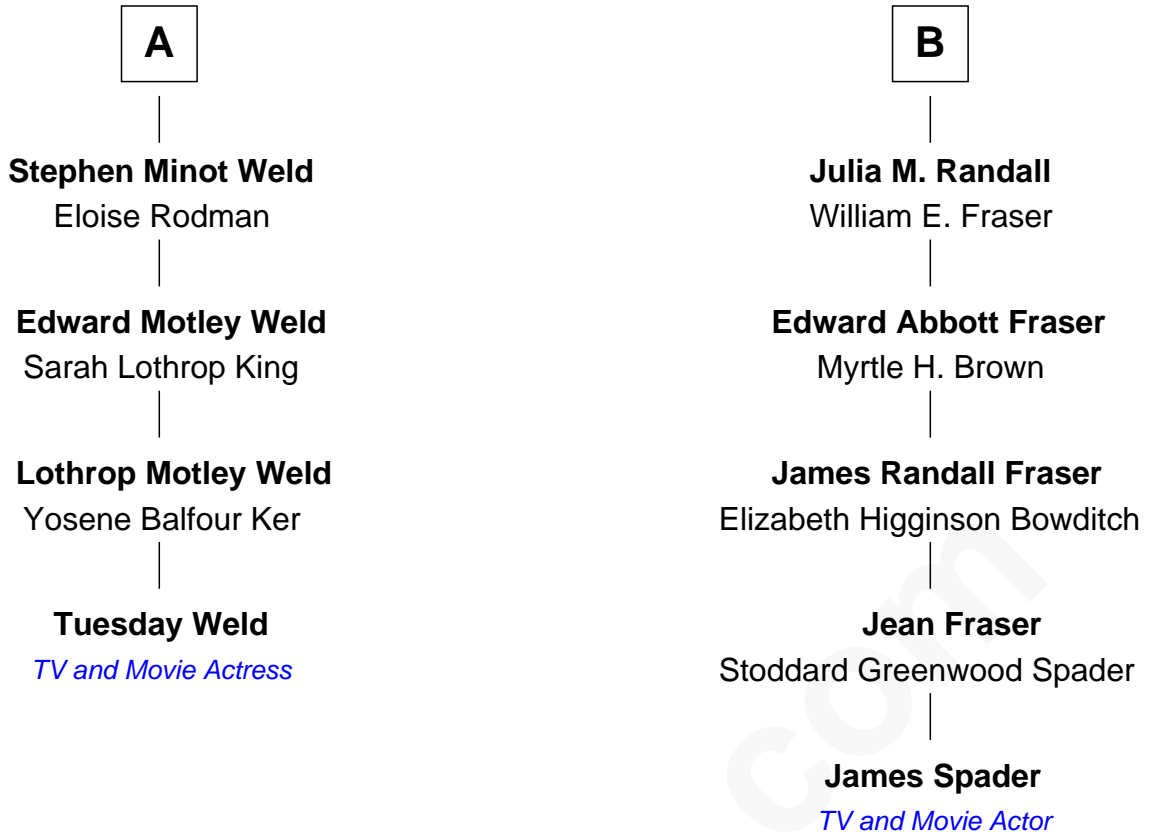 A
Stephen Minot Weld
Eloise Rodman
Edward Motley Weld
Sarah Lothrop King
Lothrop Motley Weld
Yosene Balfour Ker
Tuesday Weld
TV and Movie Actress
B
Julia M. Randall
William E. Fraser
Edward Abbott Fraser
Myrtle H. Brown
James Randall Fraser
Elizabeth Higginson Bowditch
Jean Fraser
Stoddard Greenwood Spader
James Spader
TV and Movie Actor
com